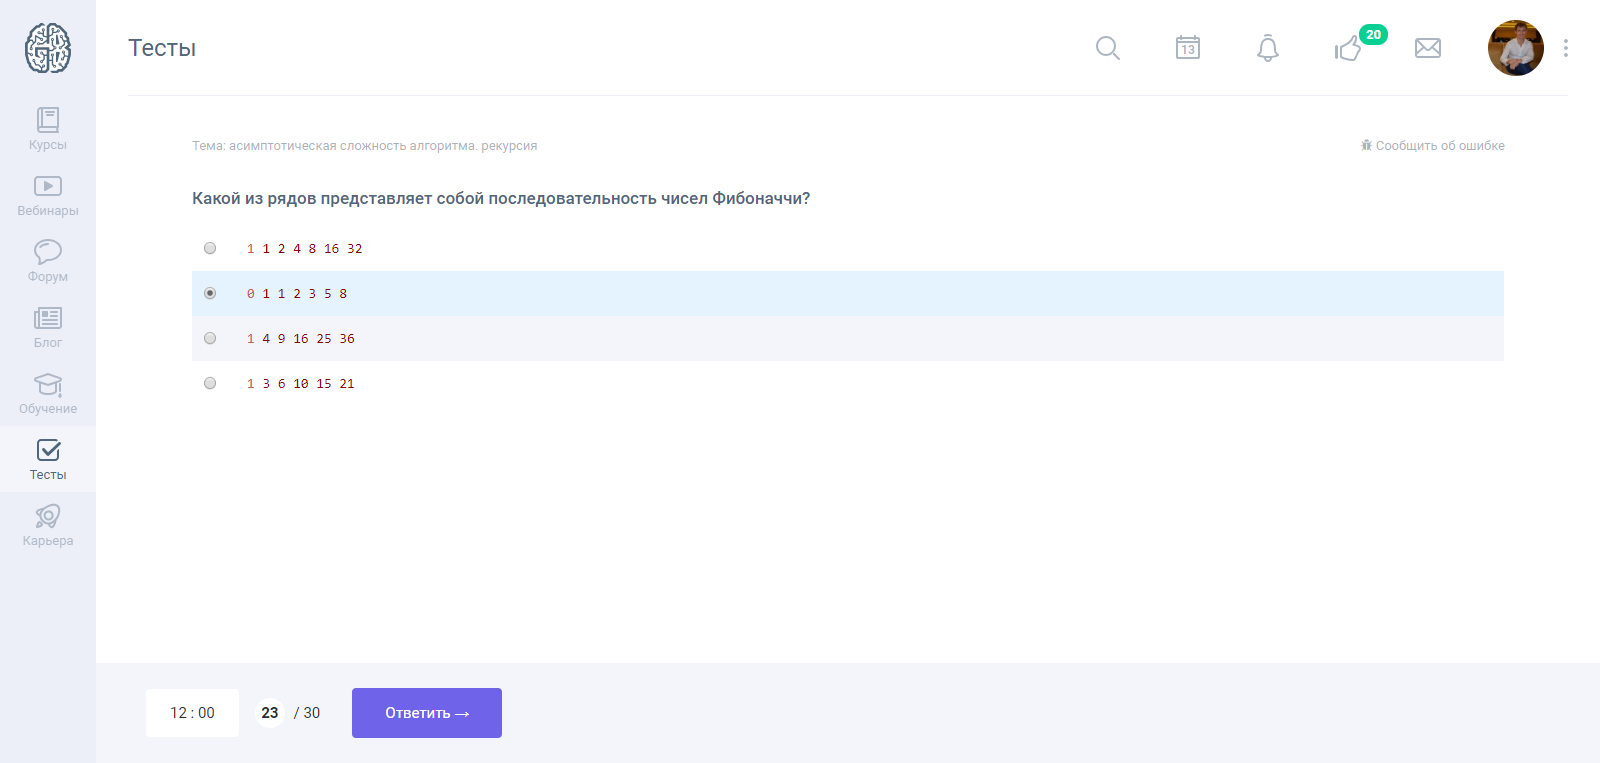 Тесты
13
20
Курсы
Вебинары
Форум
Блог
Обучение
Тесты
Карьера
Тема: асимптотическая сложность алгоритма. рекурсия
Сообщить об ошибке
Какой из рядов представляет собой последовательность чисел Фибоначчи?
1 1 2 4 8 16 32
0 1 1 2 3 5 8
1 4 9 16 25 36
1 3 6 10 15 21
12 : 00
23 / 30
Ответить →